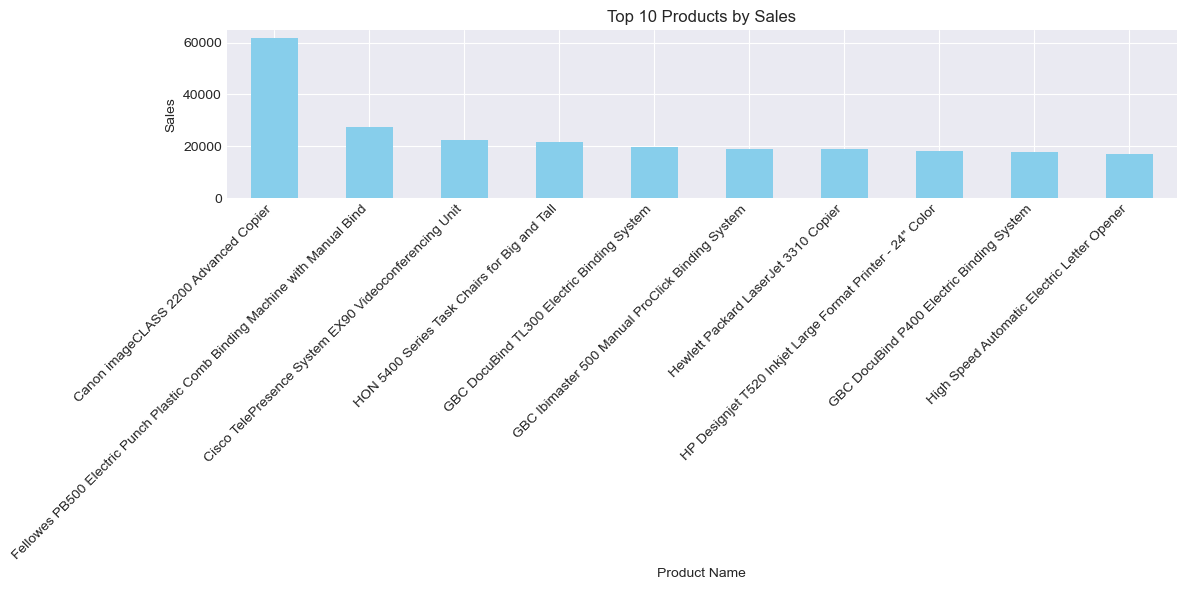 Top 10 Products by Sales
Sales
60000
40000
20000
0
Canon imageCLASS 2200 Advanced Copier
Fellowes PB500 Electric Punch Plastic Comb Binding Machine with Manual Bind
Cisco TelePresence System EX90 Videoconferencing Unit
HON 5400 Series Task Chairs for Big and Tall
GBC DocuBind TL300 Electric Binding System
GBC Ibimaster 500 Manual ProClick Binding System
Hewlett Packard LaserJet 3310 Copier
HP Designjet T520 Inkjet Large Format Printer - 24" Color
GBC DocuBind P400 Electric Binding System
High Speed Automatic Electric Letter Opener
Product Name